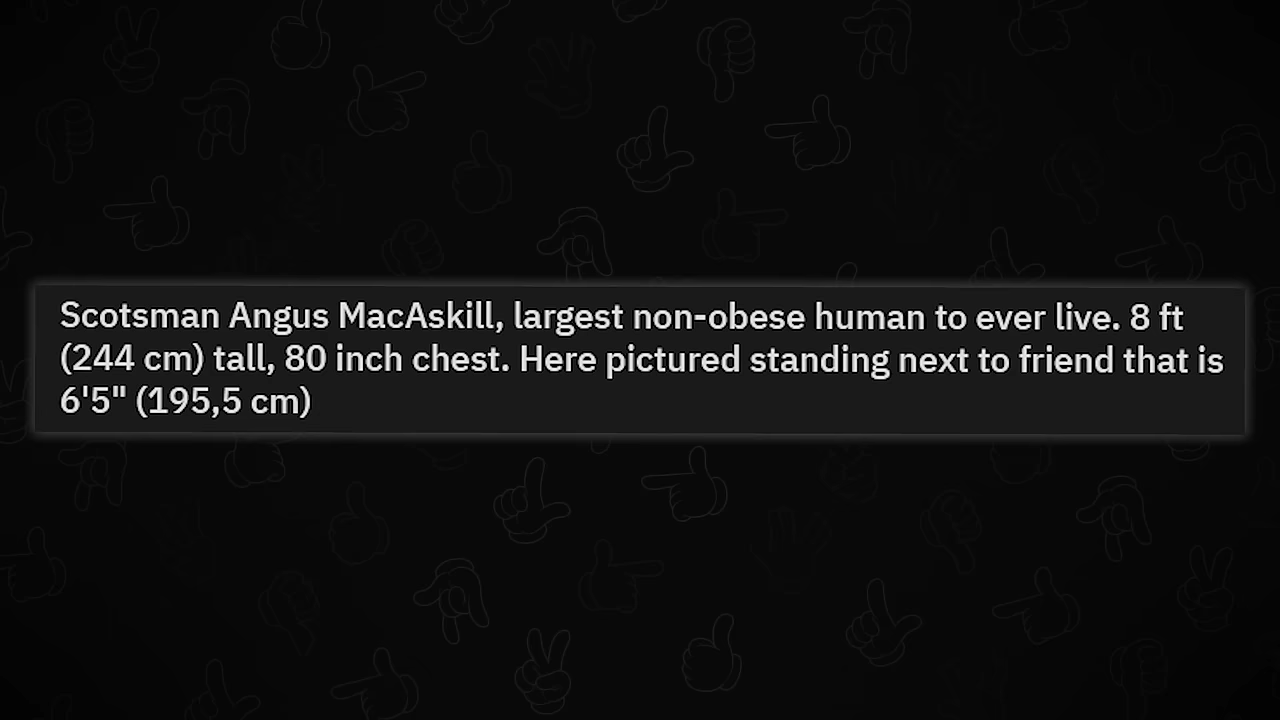 Scotsman Angus MacAskill, largest non-obese human to ever live. 8 ft
(244 cm) tall, 80 inch chest. Here pictured standing next to friend that is
6'5" (195,5 cm)